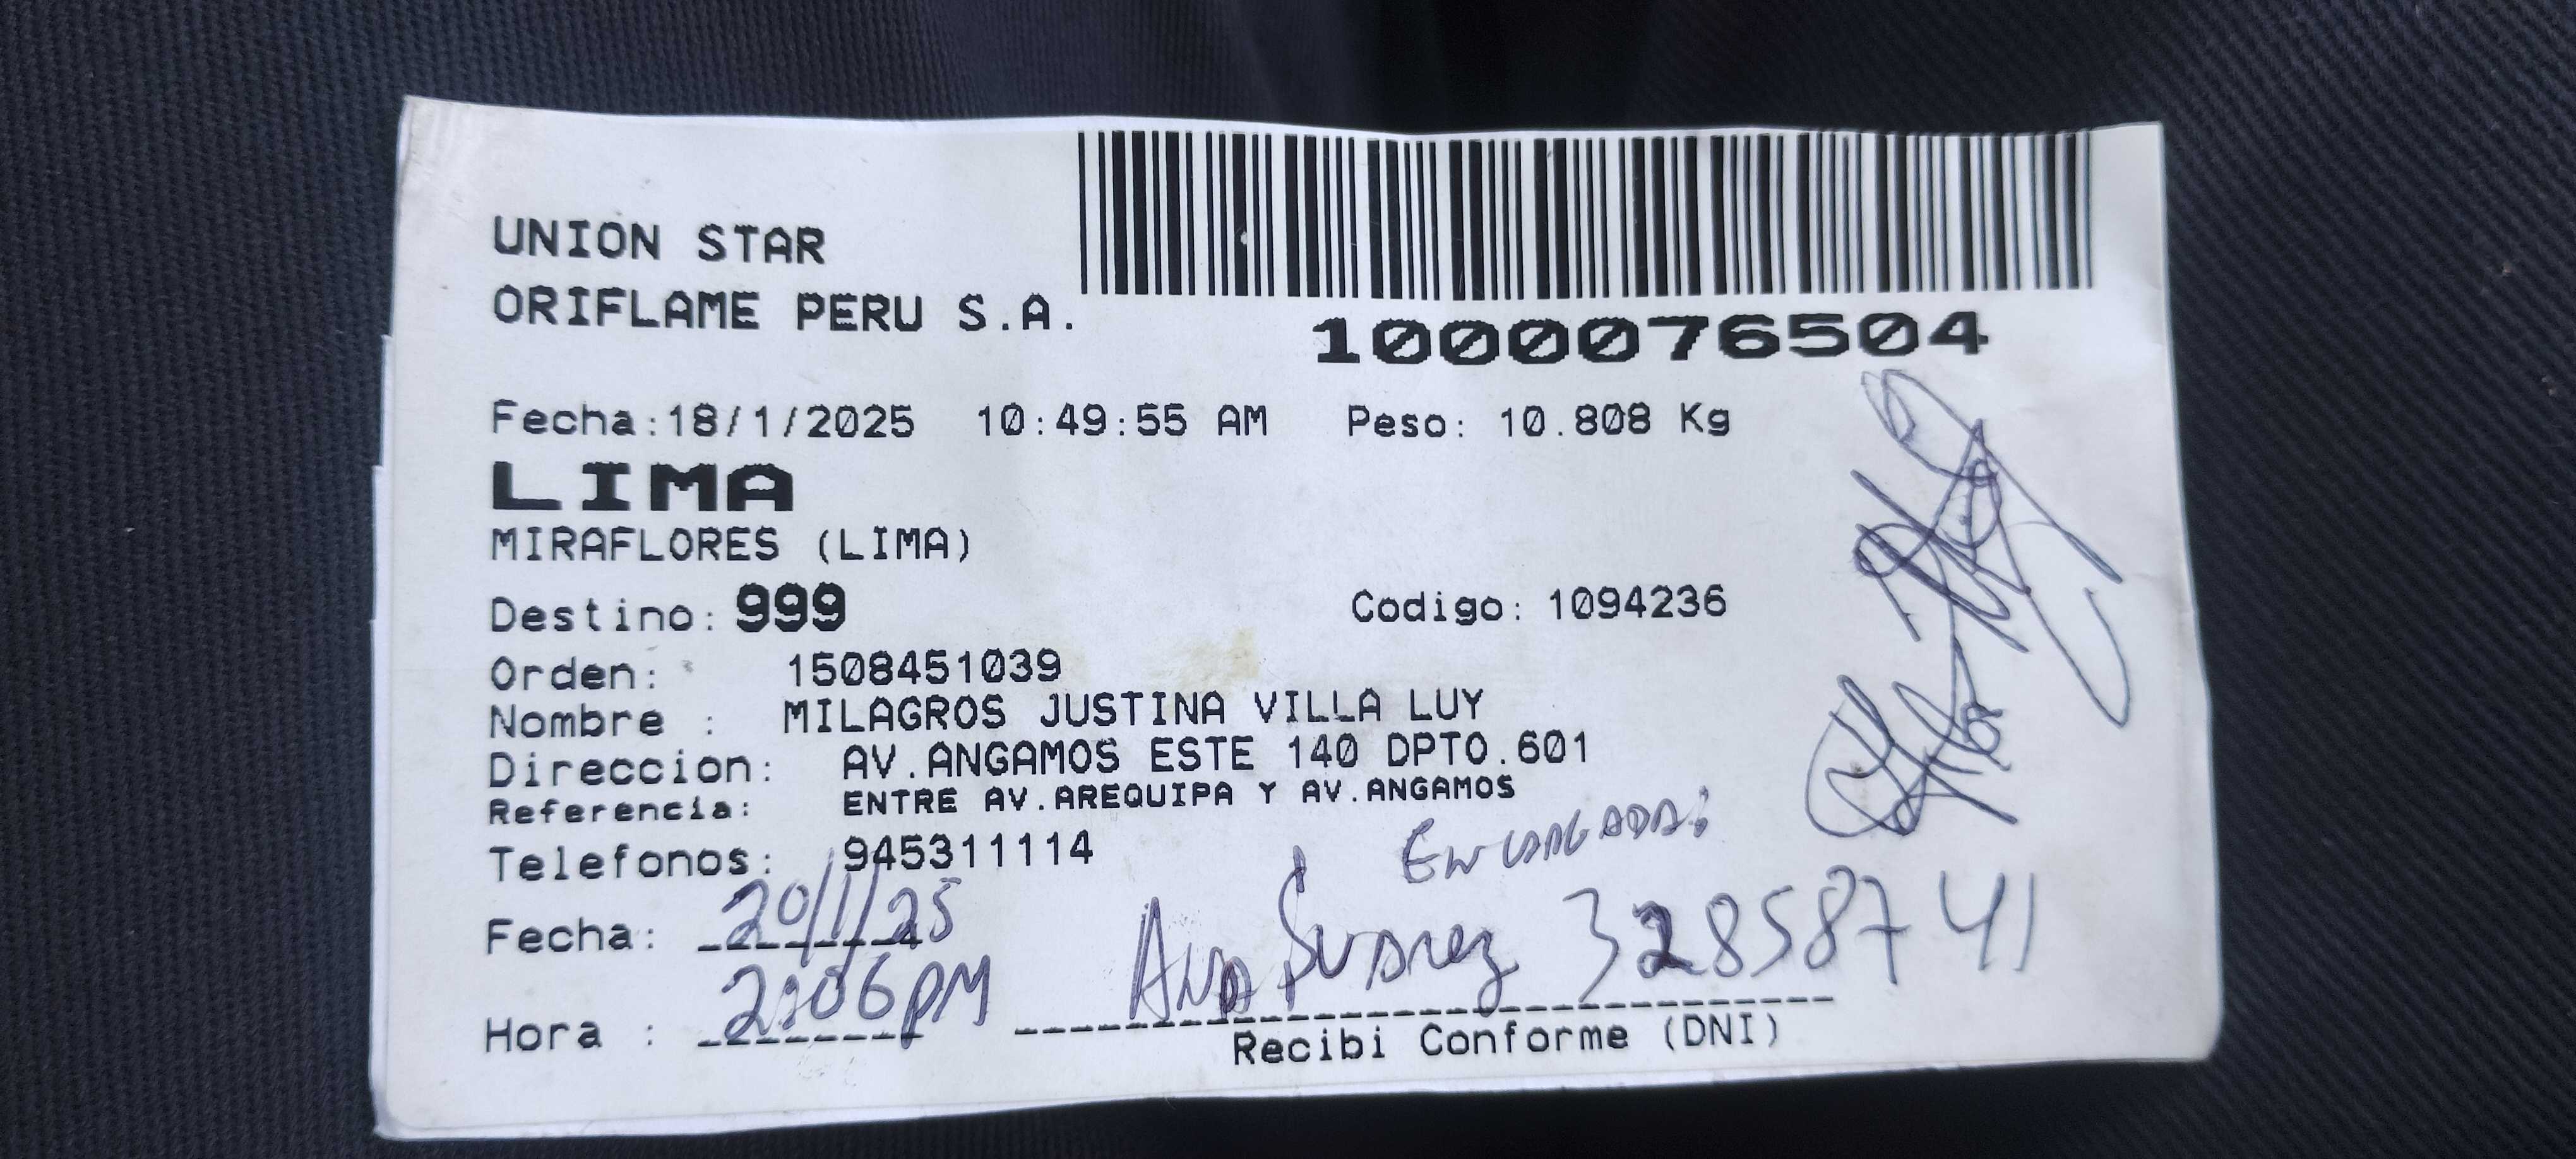 UNION STAR
ORIFLAME PERU S.A.
1000076504
Fecha:18/1/2025 10:49:55 AM Peso: 10.808 Kg
LIMA
MIRAFLORES (LIMA)
Destino: 999 Codigo: 1094236
Orden: 1508451039
Nombre : MILAGROS JUSTINA VILLA LUY
Direccion: AV.ANGAMOS ESTE 140 DPTO.601
Referencia: ENTRE AV.AREQUIPA Y AV.ANGAMOS
Telefonos: 945311114
ENCARGADA:
Fecha: 20/1/25
Ana Suarez 32858741
Hora : 2:06 PM
Recibi Conforme (DNI)